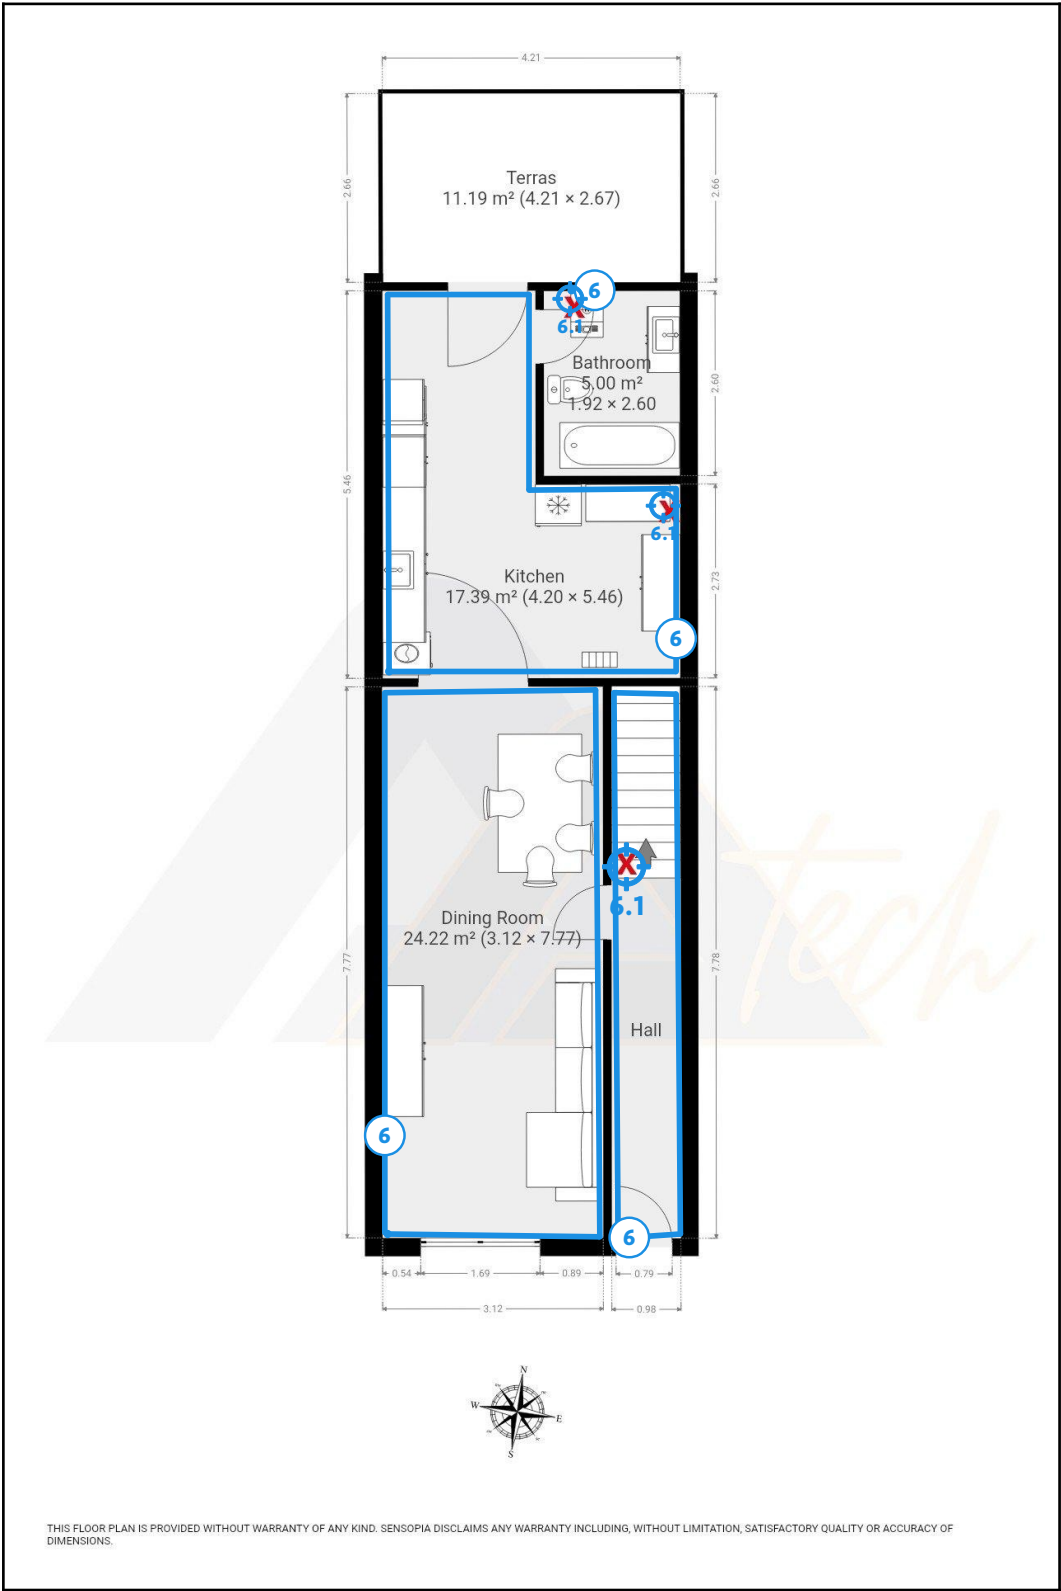 4.21
2.66
2.66
Terras
11.19 m² (4.21 × 2.67)
6
6.1
Bathroom
5.00 m²
1.92 × 2.60
2.60
5.46
6.1
Kitchen
17.39 m² (4.20 × 5.46)
2.73
6
X
6.1
Dining Room
24.22 m² (3.12 × 7.77)
7.77
7.78
tech
Hall
6
6
0.54
1.69
0.89
0.79
3.12
0.98
N
W
E
S
THIS FLOOR PLAN IS PROVIDED WITHOUT WARRANTY OF ANY KIND. SENSOPIA DISCLAIMS ANY WARRANTY INCLUDING, WITHOUT LIMITATION, SATISFACTORY QUALITY OR ACCURACY OF
DIMENSIONS.